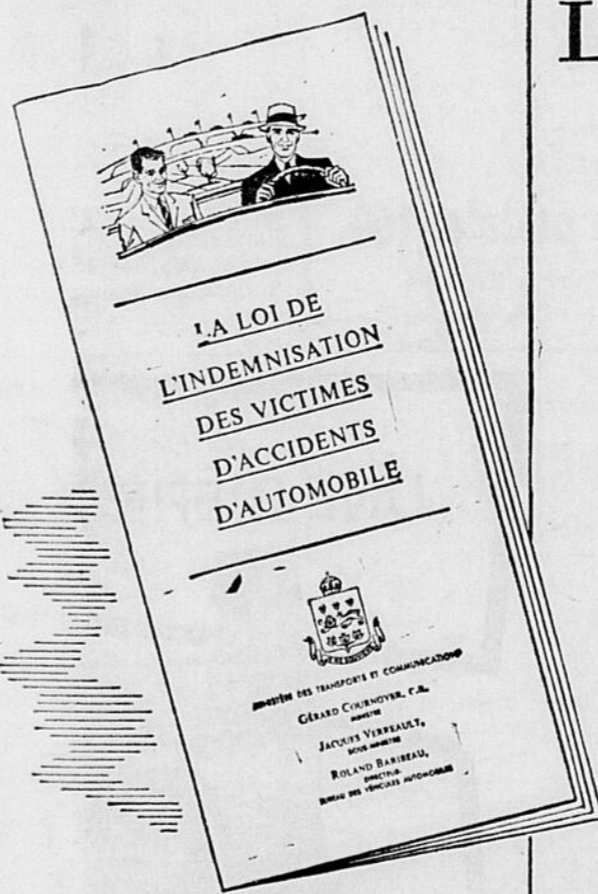 L
LA LOI DE
L'INDEMNISATION
DES VICTIMES
D'ACCIDENTS
D'AUTOMOBILE
MINISTÈRE DES TRANSPORTS ET COMMUNICATIONS
GÉRARD COURNOYER, C.R.,
MINISTRE
JACQUES VERREAULT,
SOUS-MINISTRE
ROLAND BARIBEAU,
DIRECTEUR
BUREAU DES VÉHICULES AUTOMOBILES